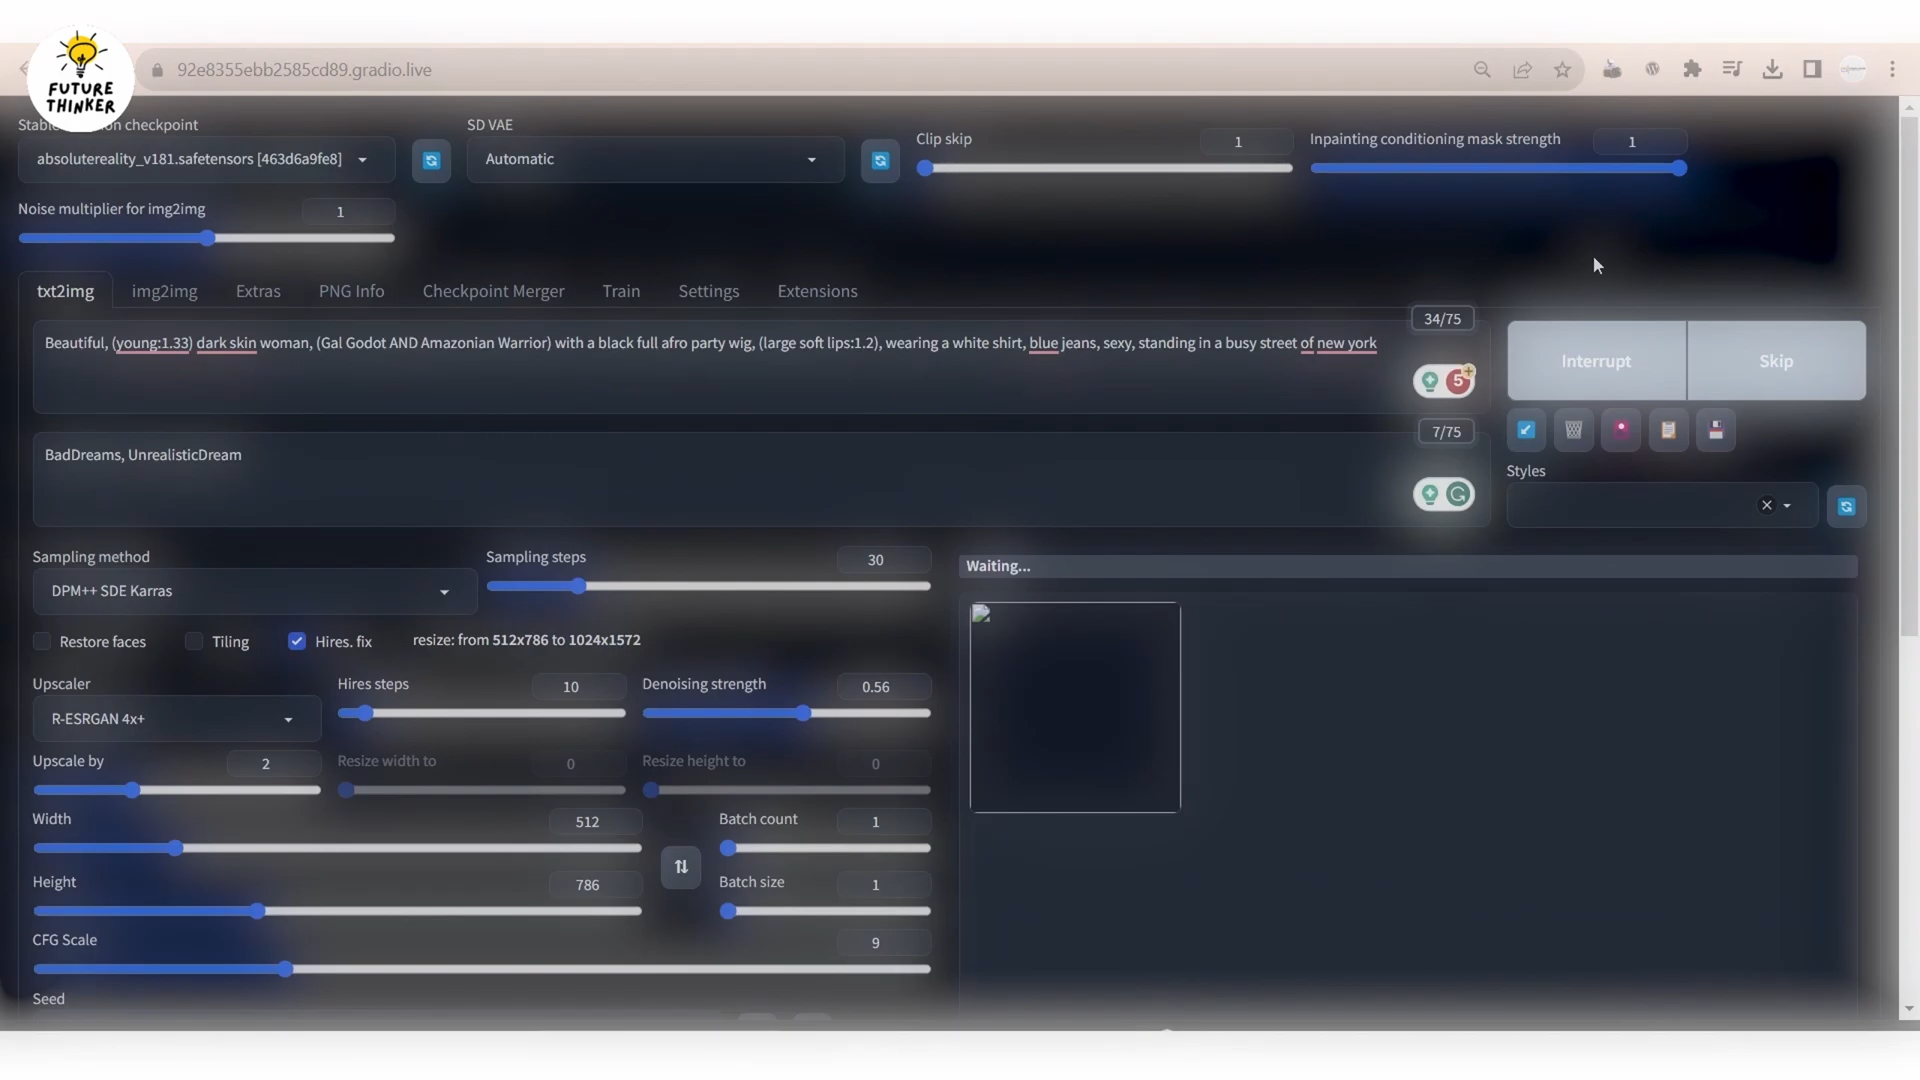 FUTURE
THINKER
92e8355ebb2585cd89.gradio.live
checkpoint
SD VAE
Clip skip
1
Inpainting conditioning mask strength
1
absolutereality_v181.safetensors [463d6a9fe8]
Automatic
Noise multiplier for img2img
1
txt2img
img2img
Extras
PNG Info
Checkpoint Merger
Train
Settings
Extensions
34/75
Beautiful, (young:1.33) dark skin woman, (Gal Godot AND Amazonian Warrior) with a black full afro party wig, (large soft lips:1.2), wearing a white shirt, blue jeans, sexy, standing in a busy street of new york
5
Interrupt
Skip
7/75
BadDreams, UnrealisticDream
Styles
Sampling method
Sampling steps
30
DPM++ SDE Karras
Waiting...
Restore faces
Tiling
Hires. fix
resize: from 512x786 to 1024x1572
Upscaler
Hires steps
10
Denoising strength
0.56
R-ESRGAN 4x+
Upscale by
2
Resize width to
0
Resize height to
0
Width
512
Batch count
1
Height
786
Batch size
1
CFG Scale
9
Seed